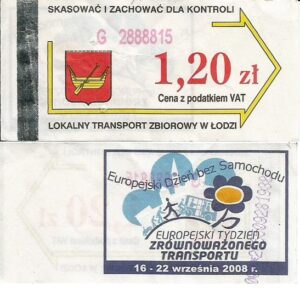 SKASOWAĆ I ZACHOWAĆ DLA KONTROLI
G 2888815
1,20 zł
Cena z podatkiem VAT
LOKALNY TRANSPORT ZBIOROWY W ŁODZI
Europejski Dzień bez Samochodu
EUROPEJSKI TYDZIEŃ
ZRÓWNOWAŻONEGO
TRANSPORTU
16 - 22 września 2008 r.